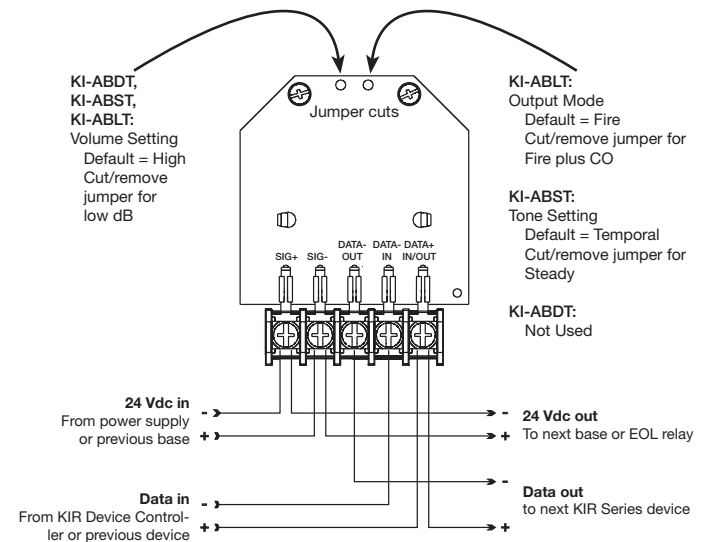 KI-ABDT,
KI-ABST,
KI-ABLT:
Volume Setting
Default = High
Cut/remove
jumper for
low dB
Jumper cuts
KI-ABLT:
Output Mode
Default = Fire
Cut/remove jumper for
Fire plus CO
KI-ABST:
Tone Setting
Default = Temporal
Cut/remove jumper for
Steady
KI-ABDT:
Not Used
SIG+ SIG- DATA- OUT DATA- IN DATA+ IN/OUT
24 Vdc in
From power supply
or previous base
-
+
24 Vdc out
To next base or EOL relay
-
+
Data in
From KIR Device Control-
ler or previous device
-
+
Data out
to next KIR Series device
-
+